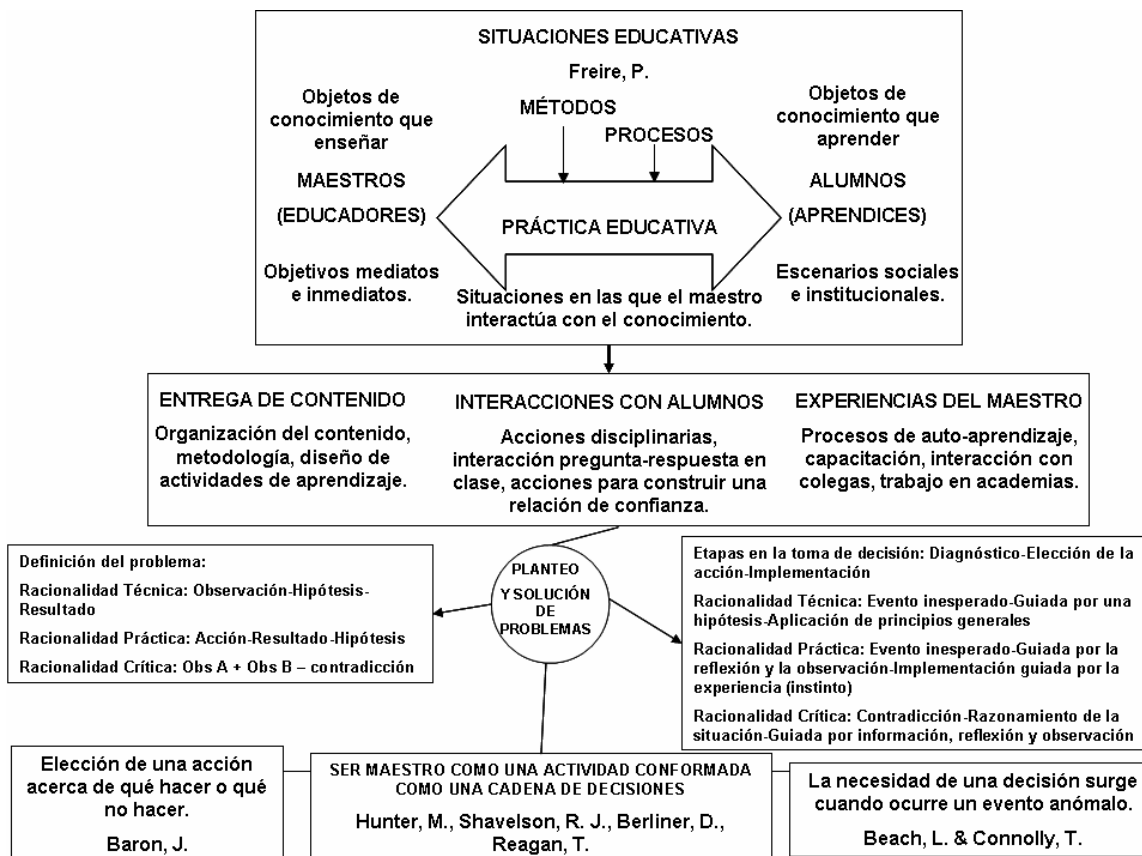 SITUACIONES EDUCATIVAS
Freire, P.
Objetos de
conocimiento que
enseñar
MÉTODOS
PROCESOS
Objetos de
conocimiento que
aprender
MAESTROS
(EDUCADORES)
PRÁCTICA EDUCATIVA
ALUMNOS
(APRENDICES)
Objetivos mediatos
e inmediatos.
Situaciones en las que el maestro
interactúa con el conocimiento.
Escenarios sociales
e institucionales.
ENTREGA DE CONTENIDO
Organización del contenido,
metodología, diseño de
actividades de aprendizaje.
INTERACCIONES CON ALUMNOS
Acciones disciplinarias,
interacción pregunta-respuesta en
clase, acciones para construir una
relación de confianza.
EXPERIENCIAS DEL MAESTRO
Procesos de auto-aprendizaje,
capacitación, interacción con
colegas, trabajo en academias.
Definición del problema:
Racionalidad Técnica: Observación-Hipótesis-
Resultado
Racionalidad Práctica: Acción-Resultado-Hipótesis
Racionalidad Crítica: Obs A + Obs B – contradicción
PLANTEO
Y SOLUCIÓN
DE
PROBLEMAS
Etapas en la toma de decisión: Diagnóstico-Elección de la
acción-Implementación
Racionalidad Técnica: Evento inesperado-Guiada por una
hipótesis-Aplicación de principios generales
Racionalidad Práctica: Evento inesperado-Guiada por la
reflexión y la observación-Implementación guiada por la
experiencia (instinto)
Racionalidad Crítica: Contradicción-Razonamiento de la
situación-Guiada por información, reflexión y observación
Elección de una acción
acerca de qué hacer o qué
no hacer.
Baron, J.
SER MAESTRO COMO UNA ACTIVIDAD CONFORMADA
COMO UNA CADENA DE DECISIONES
Hunter, M., Shavelson, R. J., Berliner, D.,
Reagan, T.
La necesidad de una decisión surge
cuando ocurre un evento anómalo.
Beach, L. & Connolly, T.